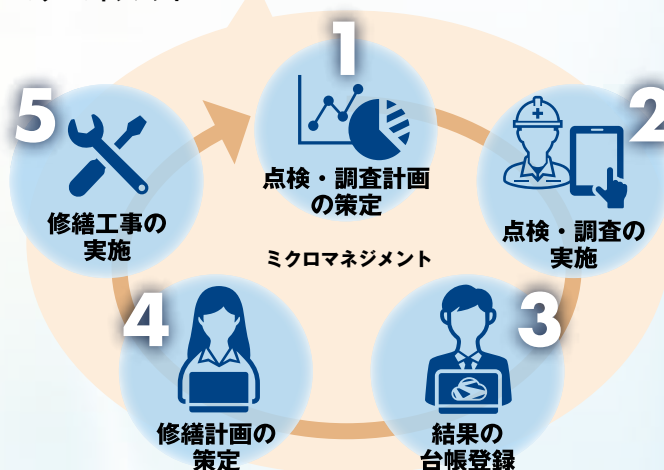 1
点検・調査計画
の策定
2
点検・調査の
実施
3
結果の
台帳登録
4
修繕計画の
策定
5
修繕工事の
実施
ミクロマネジメント